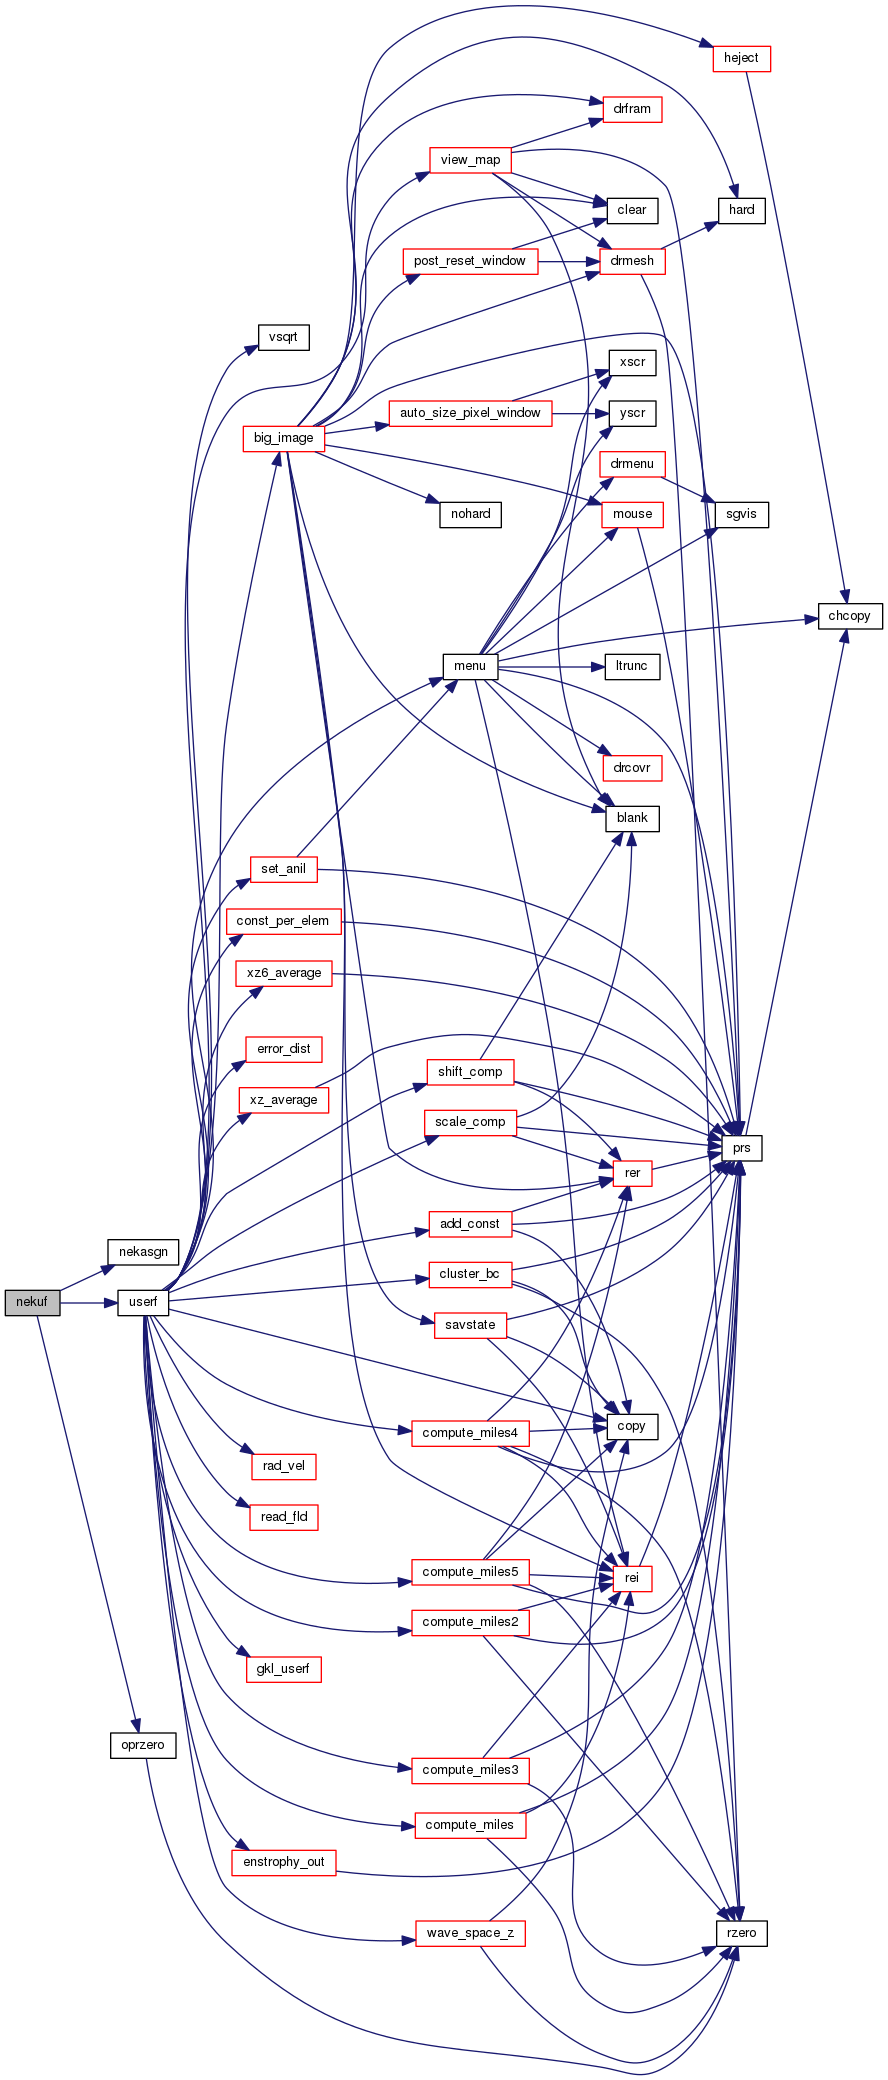 heject
drfram
view_map
clear
hard
post_reset_window
drmesh
vsqrt
xscr
auto_size_pixel_window
yscr
big_image
drmenu
nohard
mouse
sgvis
chcopy
menu
ltrunc
drcovr
blank
set_anil
const_per_elem
xz6_average
error_dist
shift_comp
xz_average
scale_comp
prs
rer
add_const
nekasgn
cluster_bc
nekuf
userf
savstate
copy
compute_miles4
rad_vel
read_fld
compute_miles5
rei
compute_miles2
gkl_userf
oprzero
compute_miles3
compute_miles
enstrophy_out
wave_space_z
rzero